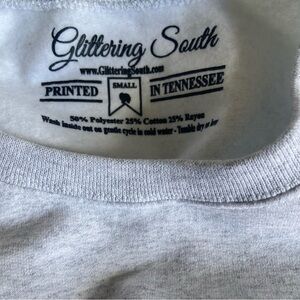 Glittering South
www.GlitteringSouth.com
PRINTED SMALL IN TENNESSEE
50% Polyester 25% Cotton 25% Rayon
Wash inside out on gentle cycle in cold water - Tumble dry or low